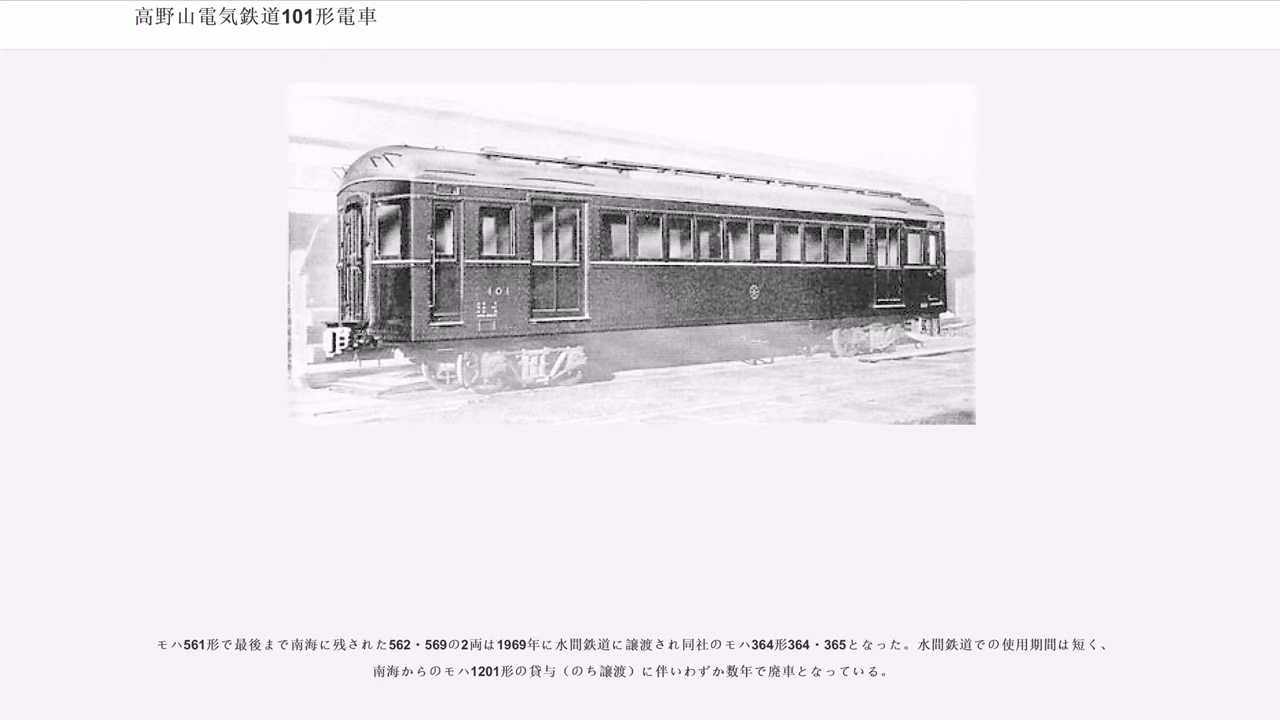 高野山電気鉄道101形電車
101
モハ561形で最後まで南海に残された562・569の2両は1969年に水間鉄道に譲渡され同社のモハ364形364・365となった。水間鉄道での使用期間は短く、
南海からのモハ1201形の貸与（のち譲渡）に伴いわずか数年で廃車となっている。